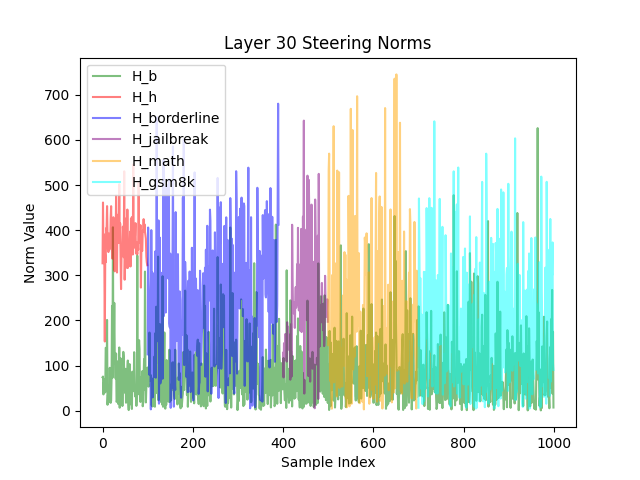 Layer 30 Steering Norms
H_b
H_h
H_borderline
H_jailbreak
H_math
H_gsm8k
Norm Value
700
600
500
400
300
200
100
0
0 200 400 600 800 1000
Sample Index